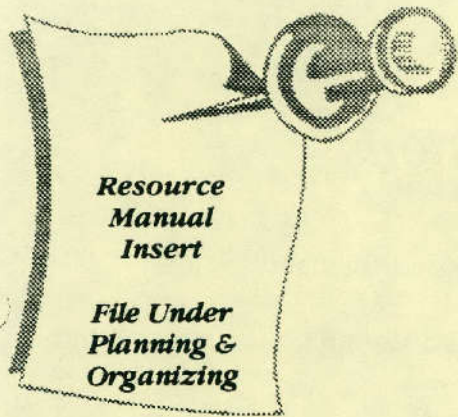 Resource
Manual
Insert
File Under
Planning &
Organizing